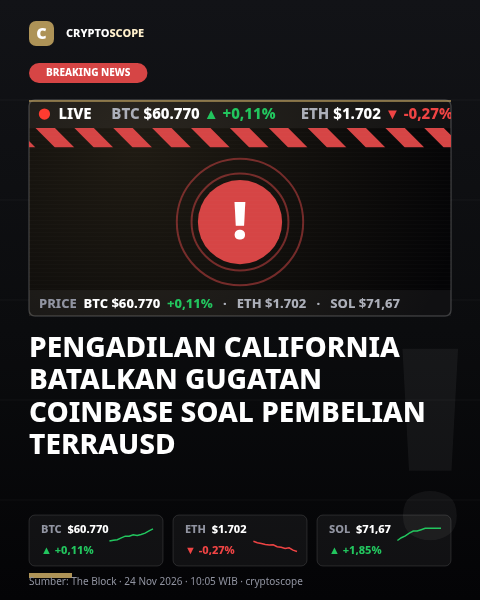 C CRYPTOSCOPE
BREAKING NEWS
LIVE BTC $60.770 ▲ +0,11% ETH $1.702 ▼ -0,27%
!
PRICE BTC $60.770 +0,11% · ETH $1.702 · SOL $71,67
PENGADILAN CALIFORNIA
BATALKAN GUGATAN
COINBASE SOAL PEMBELIAN
TERRAUSD
!
BTC $60.770
▲ +0,11%
ETH $1.702
▼ -0,27%
SOL $71,67
▲ +1,85%
Sumber: The Block · 24 Nov 2026 · 10:05 WIB · cryptoscope